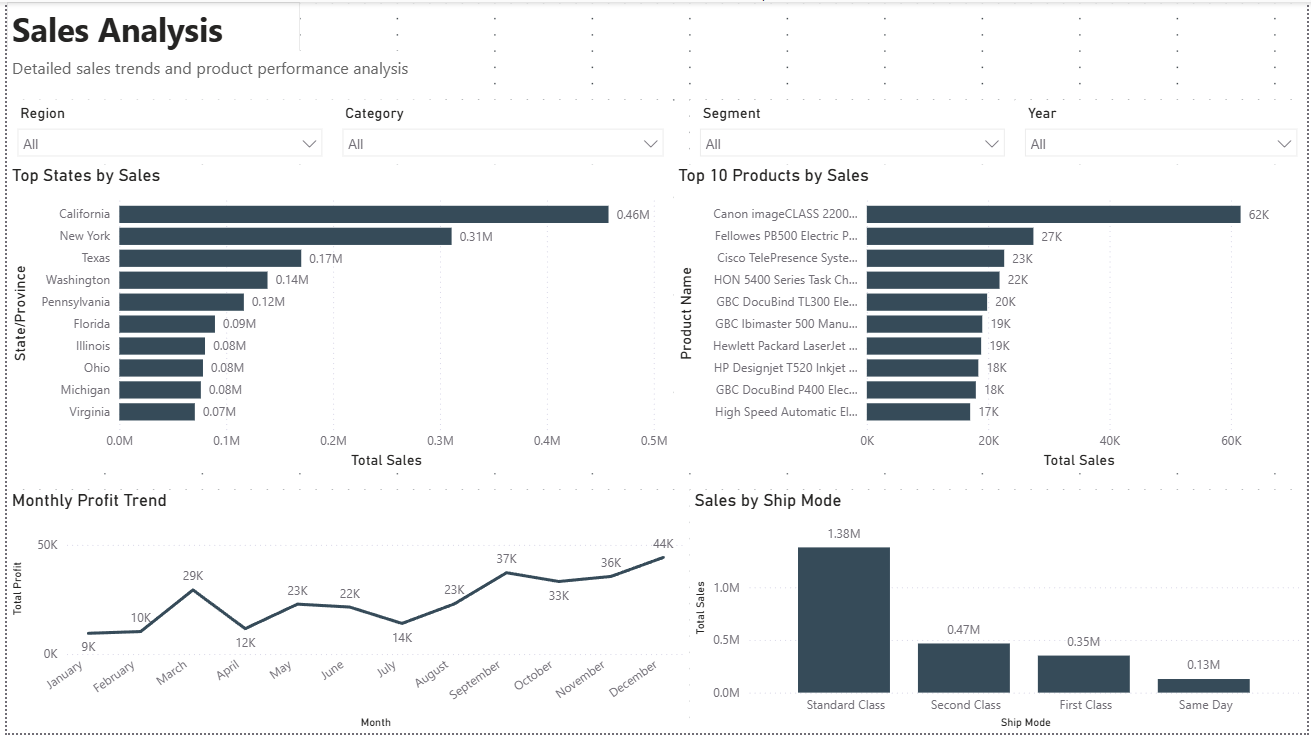 Sales Analysis
Detailed sales trends and product performance analysis
Region
Category
Segment
Year
All
All
All
All
Top States by Sales
State/Province
California
0.46M
New York
0.31M
Texas
0.17M
Washington
0.14M
Pennsylvania
0.12M
Florida
0.09M
Illinois
0.08M
Ohio
0.08M
Michigan
0.08M
Virginia
0.07M
0.0M
0.1M
0.2M
0.3M
0.4M
0.5M
Total Sales
Top 10 Products by Sales
Product Name
Canon imageCLASS 2200...
62K
Fellowes PB500 Electric P...
27K
Cisco TelePresence Syste...
23K
HON 5400 Series Task Ch...
22K
GBC DocuBind TL300 Ele...
20K
GBC Ibimaster 500 Manu...
19K
Hewlett Packard LaserJet ...
19K
HP Designjet T520 Inkjet ...
18K
GBC DocuBind P400 Elec...
18K
High Speed Automatic El...
17K
0K
20K
40K
60K
Total Sales
Monthly Profit Trend
Total Profit
50K
0K
9K
10K
29K
12K
23K
22K
14K
23K
37K
33K
36K
44K
January
February
March
April
May
June
July
August
September
October
November
December
Month
Sales by Ship Mode
Total Sales
1.0M
0.5M
0.0M
1.38M
0.47M
0.35M
0.13M
Standard Class
Second Class
First Class
Same Day
Ship Mode